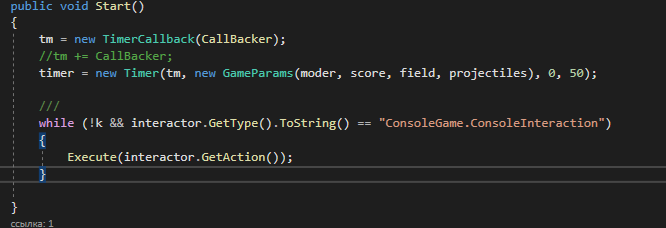 public void Start()
{
tm = new TimerCallback(CallBacker);
//tm += CallBacker;
timer = new Timer(tm, new GameParams(moder, score, field, projectiles), 0, 50);
///
while (!k && interactor.GetType().ToString() == "ConsoleGame.ConsoleInteraction")
{
Execute(interactor.GetAction());
}
}
ссылка: 1